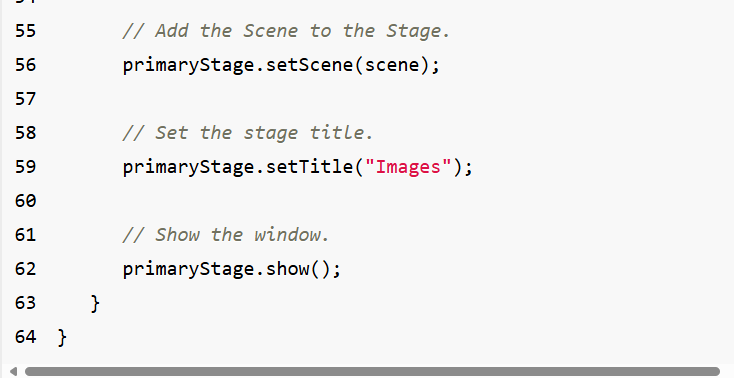 55 // Add the Scene to the Stage.
56 primaryStage.setScene(scene);
57
58 // Set the stage title.
59 primaryStage.setTitle("Images");
60
61 // Show the window.
62 primaryStage.show();
63 }
64 }